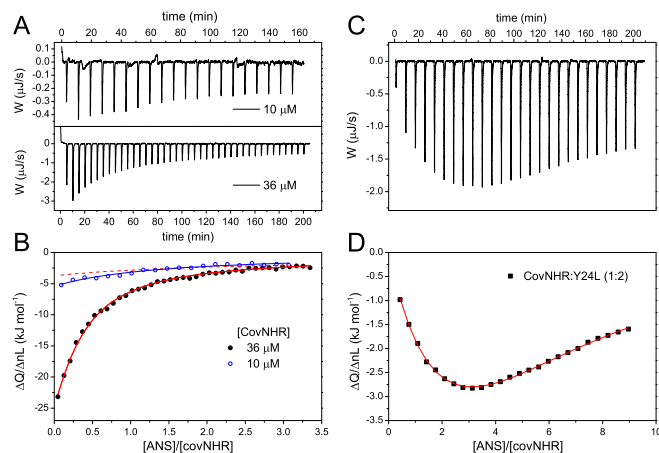 A
time (min)
0 20 40 60 80 100 120 140 160
0.1
0.0
-0.1
-0.2
-0.3
-0.4
W (µJ/s)
10 µM
0
-1
-2
-3
W (µJ/s)
36 µM
0 20 40 60 80 100 120 140 160 180 200
time (min)
B
0
-5
-10
-15
-20
-25
ΔQ/ΔnL (kJ mol⁻¹)
[CovNHR]
36 µM
10 µM
0.0 0.5 1.0 1.5 2.0 2.5 3.0 3.5
[ANS]/[covNHR]
C
time (min)
0 20 40 60 80 100 120 140 160 180 200
0.0
-0.5
-1.0
-1.5
-2.0
W (µJ/s)
D
0.0
-0.5
-1.0
-1.5
-2.0
-2.5
-3.0
-3.5
ΔQ/ΔnL (kJ mol⁻¹)
CovNHR:Y24L (1:2)
0 2 4 6 8 10
[ANS]/[covNHR]